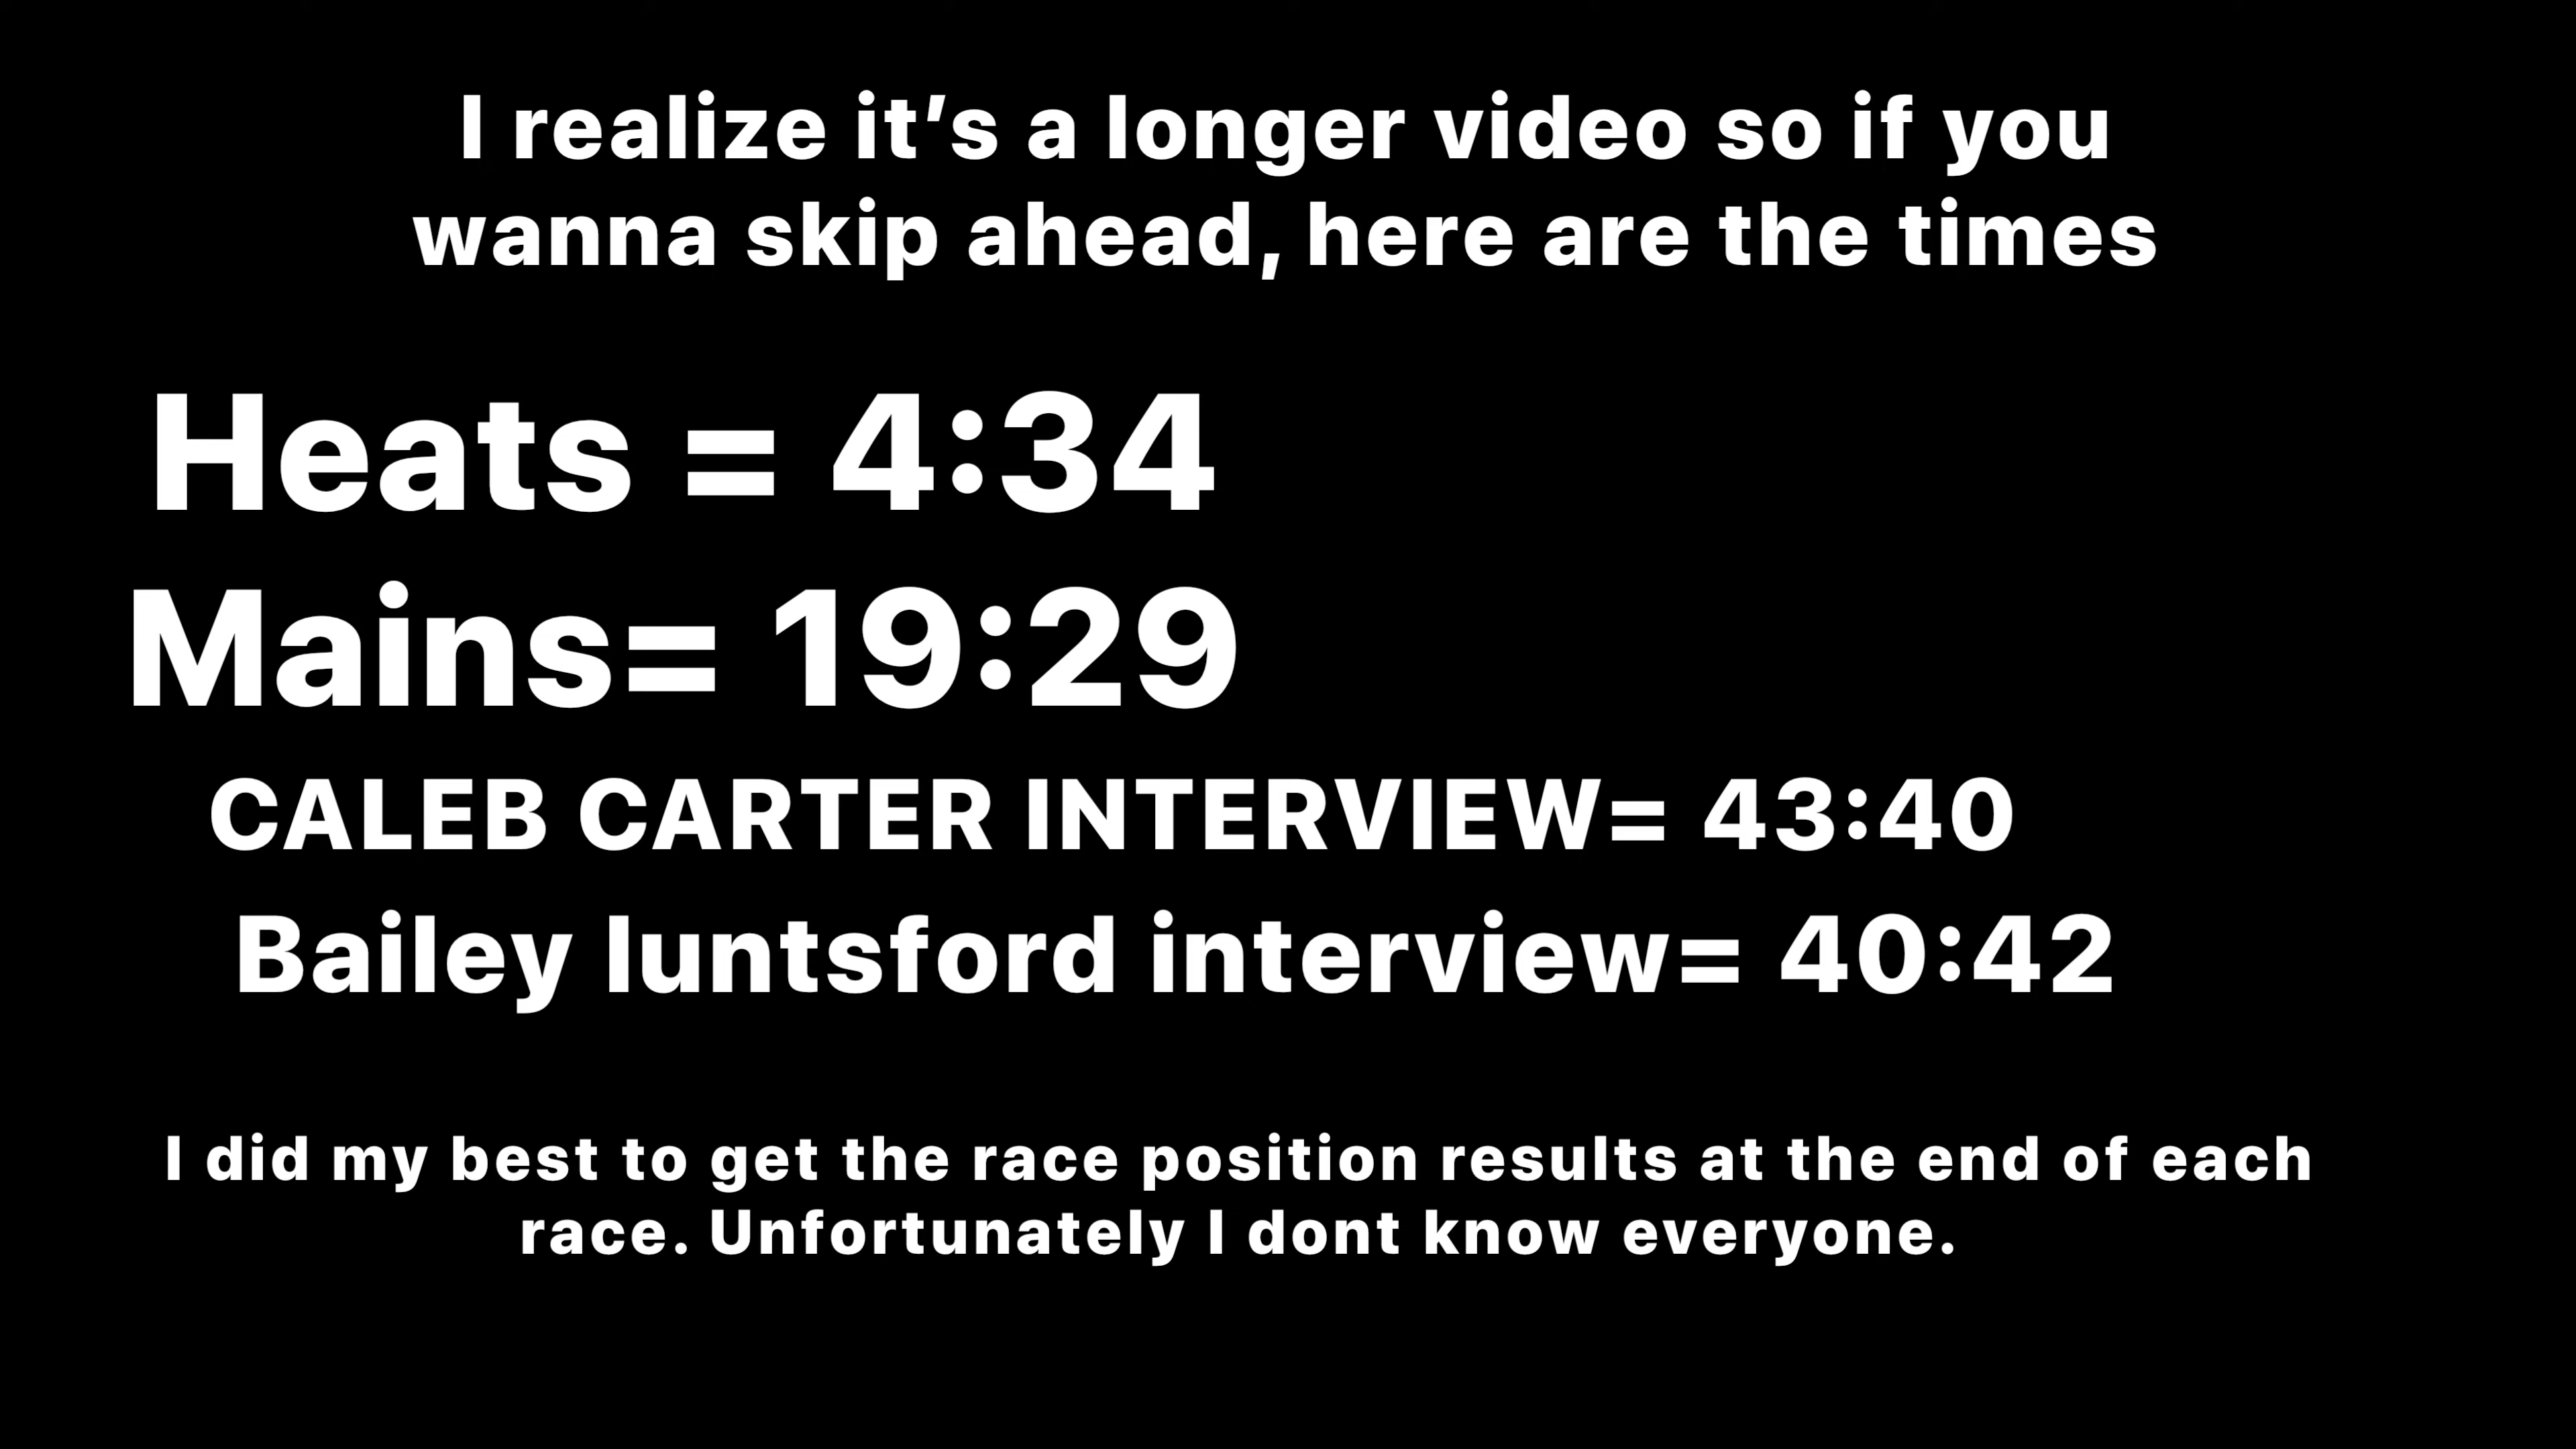 I realize it’s a longer video so if you
wanna skip ahead, here are the times
Heats = 4:34
Mains= 19:29
CALEB CARTER INTERVIEW= 43:40
Bailey luntsford interview= 40:42
I did my best to get the race position results at the end of each
race. Unfortunately I dont know everyone.